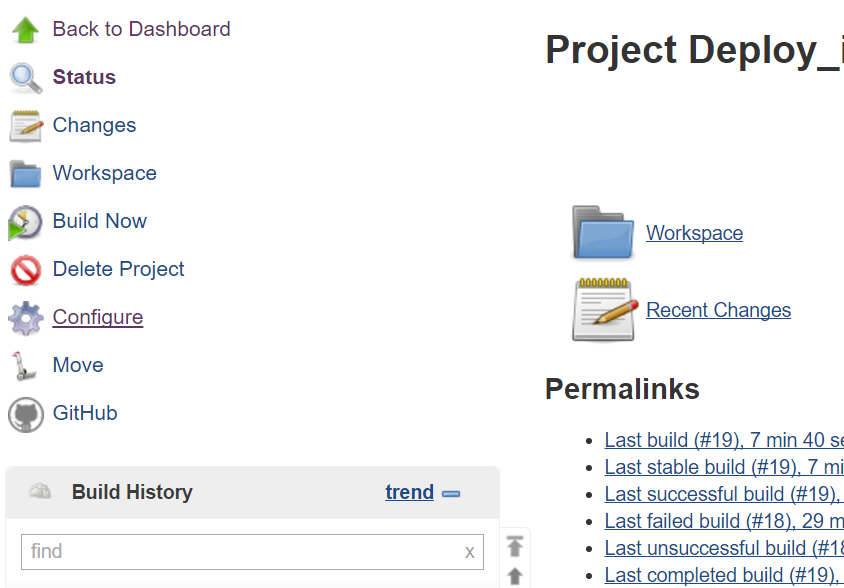 Back to Dashboard
Status
Changes
Workspace
Build Now
Delete Project
Configure
Move
GitHub
Build History trend
find x
Project Deploy_i
Workspace
Recent Changes
Permalinks
Last build (#19), 7 min 40 se
Last stable build (#19), 7 mi
Last successful build (#19),
Last failed build (#18), 29 m
Last unsuccessful build (#18
Last completed build (#19),